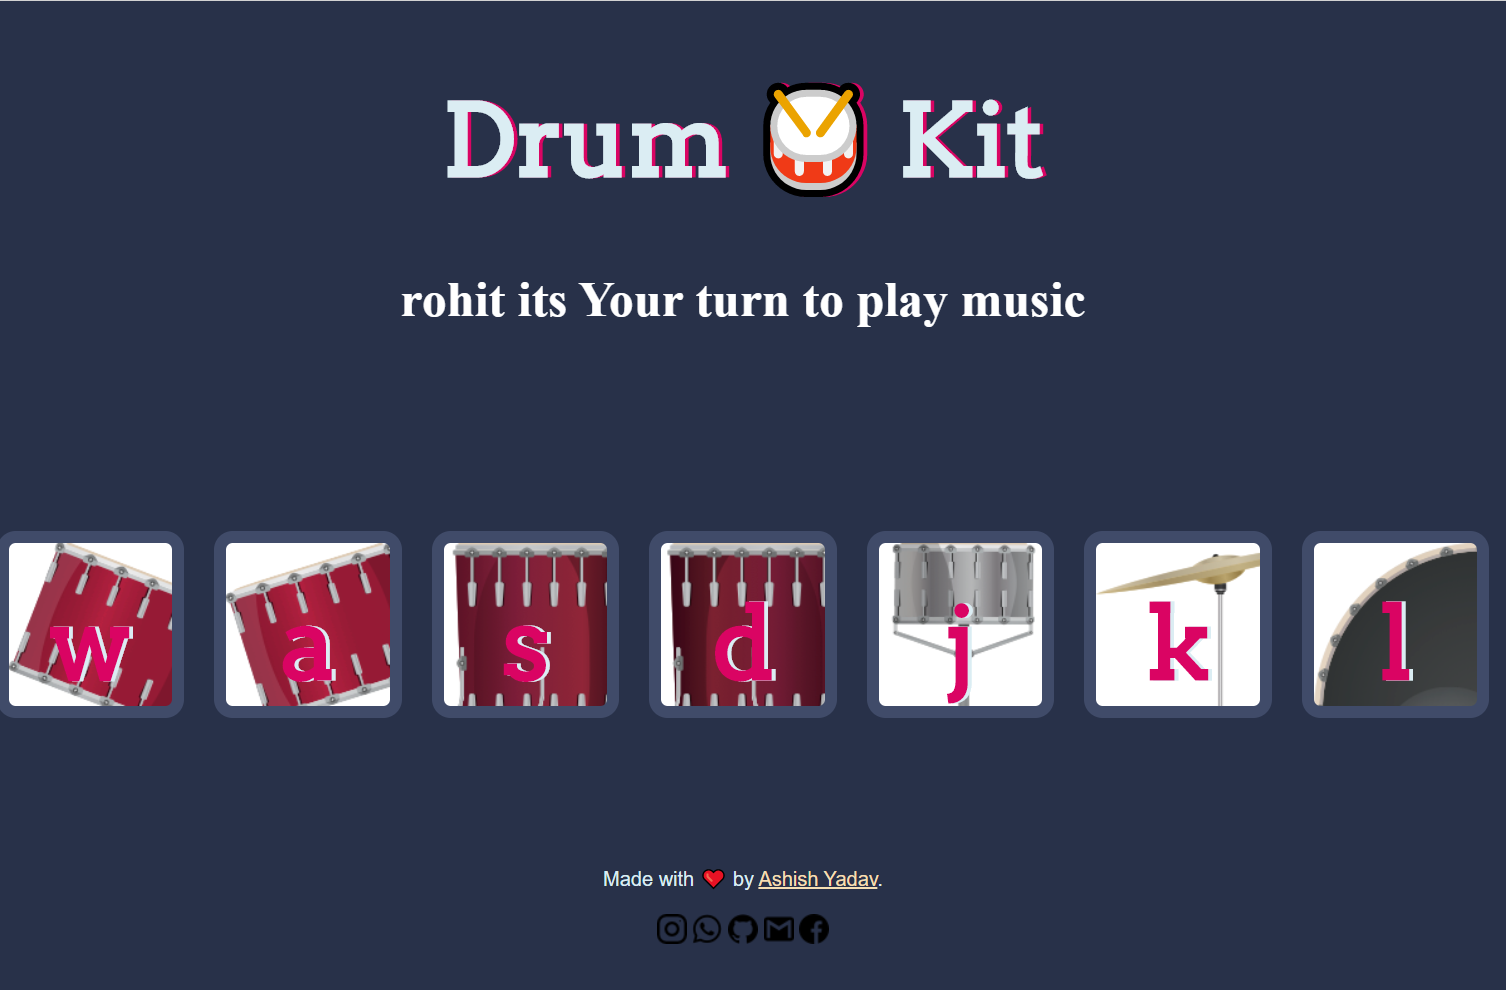 Drum 🥁 Kit
rohit its Your turn to play music
w a s d j k l
Made with ❤️ by Ashish Yadav.